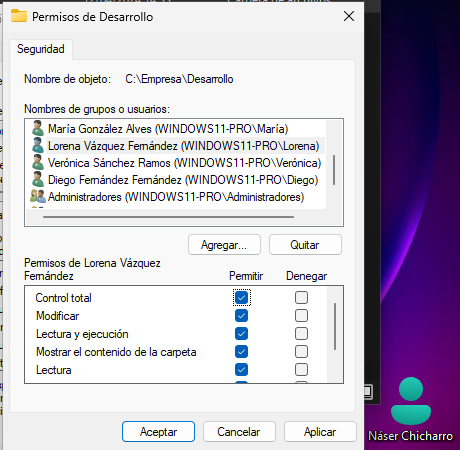 Permisos de Desarrollo
Seguridad
Nombre de objeto: C:\Empresa\Desarrollo
Nombres de grupos o usuarios:
María González Alves (WINDOWS11-PRO\María)
Lorena Vázquez Fernández (WINDOWS11-PRO\Lorena)
Verónica Sánchez Ramos (WINDOWS11-PRO\Verónica)
Diego Fernández Fernández (WINDOWS11-PRO\Diego)
Administradores (WINDOWS11-PRO\Administradores)
Agregar... Quitar
Permisos de Lorena Vázquez
Fernández Permitir Denegar
Control total
Modificar
Lectura y ejecución
Mostrar el contenido de la carpeta
Lectura
Aceptar Cancelar Aplicar
Náser Chicharro